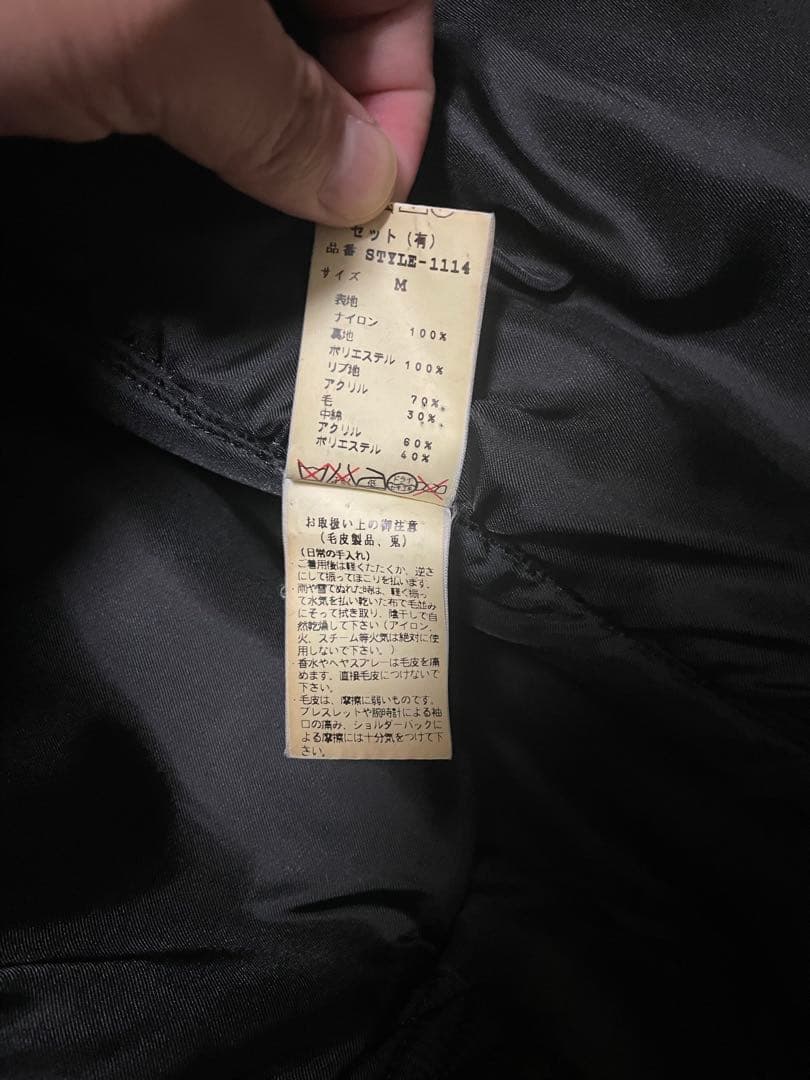 セット(有)
品番 STYLE-1114
サイズ M
表地
ナイロン 100%
裏地
ポリエステル 100%
リブ地
アクリル 70%
毛 30%
中綿
アクリル 60%
ポリエステル 40%
低 ドライ セキユ系
お取扱い上の御注意
(毛皮製品、兎)
(日常の手入れ)
・ご着用後は軽くたたくか、逆さ
にして振ってほこりを払います。
・雨や雪でぬれた時は、軽く振っ
て水気を払い乾いた布で毛並み
にそって拭き取り、陰干しで自
然乾燥して下さい(アイロン、
火、スチーム等火気は絶対に使
用しないで下さい。)
・香水やヘヤスプレーは毛皮を痛
めます。直接毛皮につけないで
下さい。
・毛皮は、摩擦に弱いものです。
ブレスレットや腕時計による袖
口の痛み、ショルダーバックに
よる摩擦には十分気をつけて下
さい。